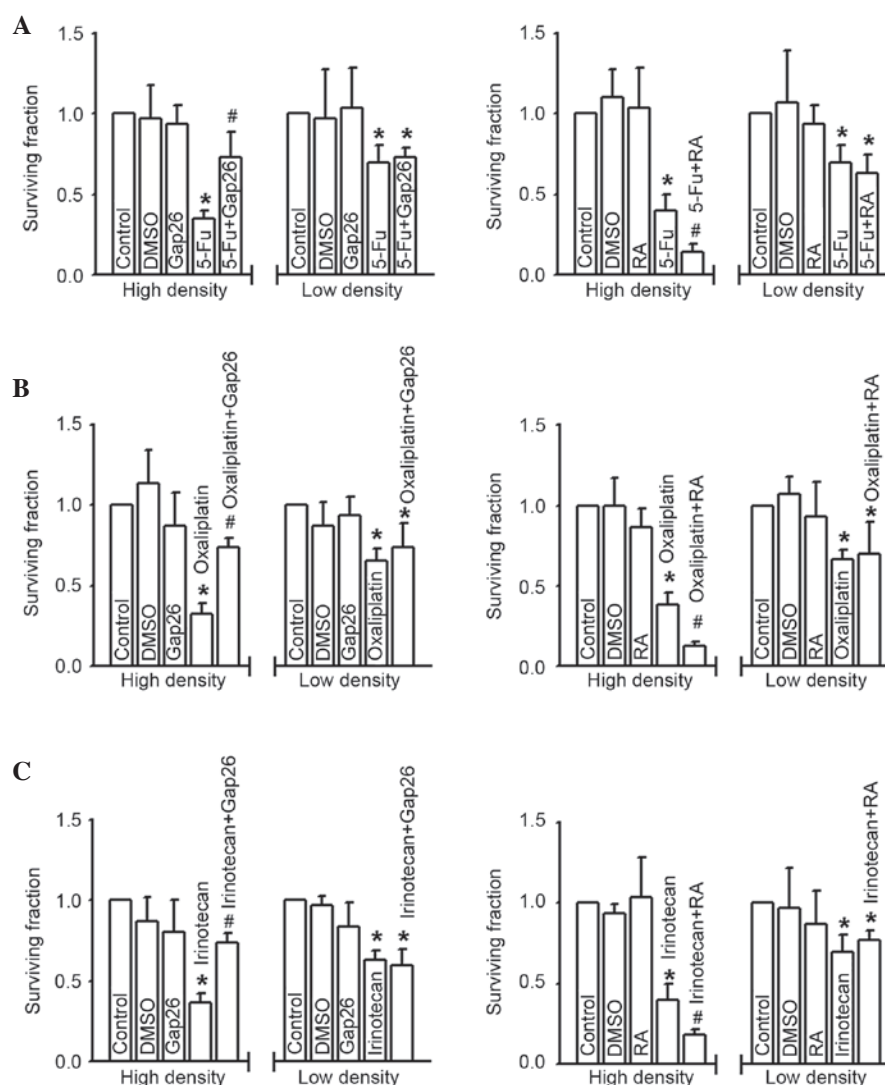 A
Surviving fraction
1.5
1.0
0.5
0.0
Control
DMSO
Gap26
* 5-Fu
# 5-Fu+Gap26
High density
Control
DMSO
Gap26
* 5-Fu
* 5-Fu+Gap26
Low density
Surviving fraction
1.5
1.0
0.5
0.0
Control
DMSO
RA
* 5-Fu
# 5-Fu+RA
High density
Control
DMSO
RA
* 5-Fu
* 5-Fu+RA
Low density
B
Surviving fraction
1.5
1.0
0.5
0.0
Control
DMSO
Gap26
* Oxaliplatin
# Oxaliplatin+Gap26
High density
Control
DMSO
Gap26
* Oxaliplatin
* Oxaliplatin+Gap26
Low density
Surviving fraction
1.5
1.0
0.5
0.0
Control
DMSO
RA
* Oxaliplatin
# Oxaliplatin+RA
High density
Control
DMSO
RA
* Oxaliplatin
* Oxaliplatin+RA
Low density
C
Surviving fraction
1.5
1.0
0.5
0.0
Control
DMSO
Gap26
* Irinotecan
# Irinotecan+Gap26
High density
Control
DMSO
Gap26
* Irinotecan
* Irinotecan+Gap26
Low density
Surviving fraction
1.5
1.0
0.5
0.0
Control
DMSO
RA
* Irinotecan
# Irinotecan+RA
High density
Control
DMSO
RA
* Irinotecan
* Irinotecan+RA
Low density